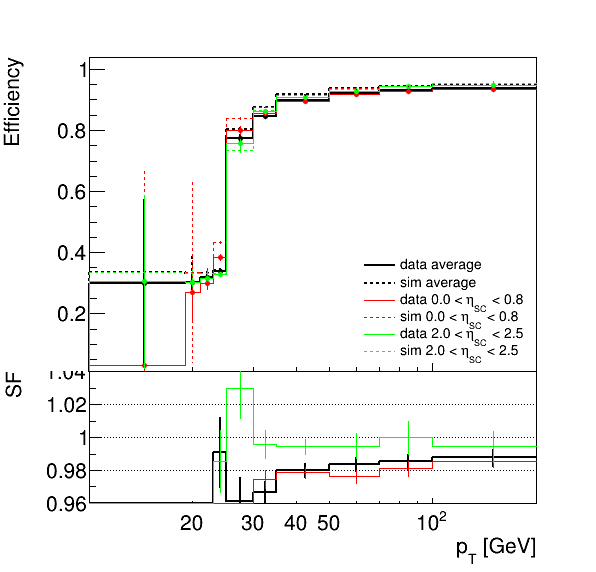 Efficiency
1
0.8
0.6
0.4
0.2
data average
sim average
data 0.0 < η_SC < 0.8
sim 0.0 < η_SC < 0.8
data 2.0 < η_SC < 2.5
sim 2.0 < η_SC < 2.5
SF
1.04
1.02
1
0.98
0.96
20 30 40 50 10^2
p_T [GeV]